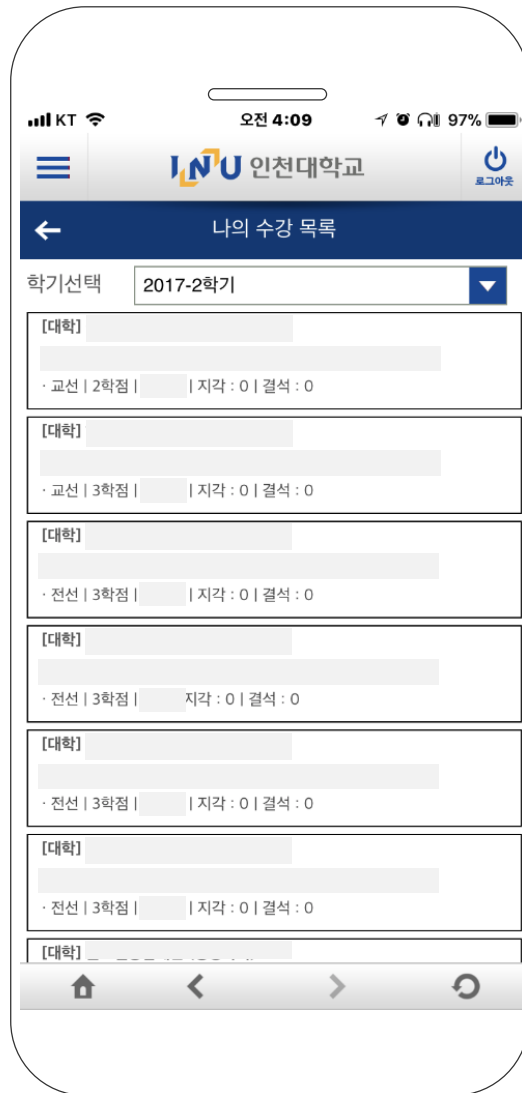 KT 오전 4:09 97%
INU 인천대학교 로그아웃
나의 수강 목록
학기선택 2017-2학기
[대학]
· 교선 | 2학점 | | 지각 : 0 | 결석 : 0
[대학]
· 교선 | 3학점 | | 지각 : 0 | 결석 : 0
[대학]
· 전선 | 3학점 | | 지각 : 0 | 결석 : 0
[대학]
· 전선 | 3학점 | 지각 : 0 | 결석 : 0
[대학]
· 전선 | 3학점 | | 지각 : 0 | 결석 : 0
[대학]
· 전선 | 3학점 | | 지각 : 0 | 결석 : 0
[대학]